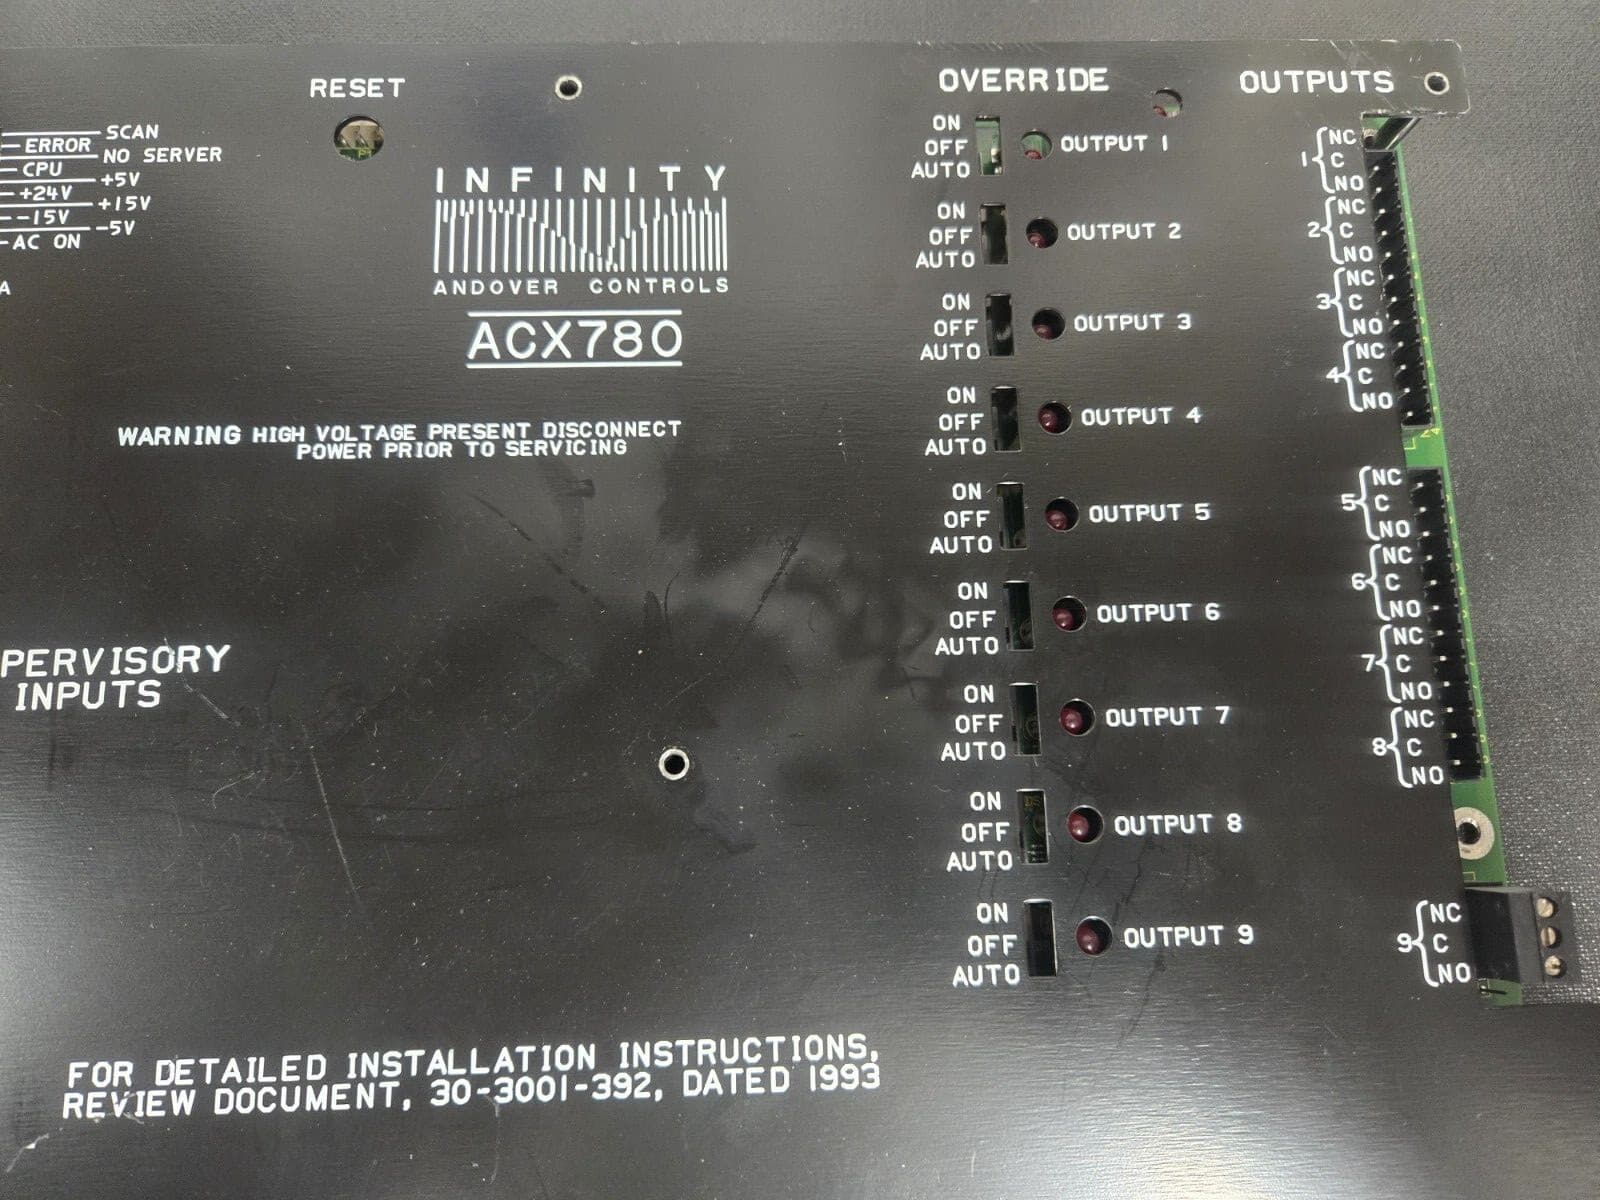 RESET
SCAN
ERROR
NO SERVER
CPU
+5V
+24V
+15V
-15V
-5V
AC ON
A
INFINITY
ANDOVER CONTROLS
ACX780
WARNING HIGH VOLTAGE PRESENT DISCONNECT
POWER PRIOR TO SERVICING
PERVISORY
INPUTS
OVERRIDE
ON
OFF
AUTO
OUTPUT 1
ON
OFF
AUTO
OUTPUT 2
ON
OFF
AUTO
OUTPUT 3
ON
OFF
AUTO
OUTPUT 4
ON
OFF
AUTO
OUTPUT 5
ON
OFF
AUTO
OUTPUT 6
ON
OFF
AUTO
OUTPUT 7
ON
OFF
AUTO
OUTPUT 8
ON
OFF
AUTO
OUTPUT 9
OUTPUTS
1
NC
C
NO
2
NC
C
NO
3
NC
C
NO
4
NC
C
NO
24
5
NC
C
NO
6
NC
C
NO
7
NC
C
NO
8
NC
C
NO
9
NC
C
NO
FOR DETAILED INSTALLATION INSTRUCTIONS,
REVIEW DOCUMENT, 30-3001-392, DATED 1993